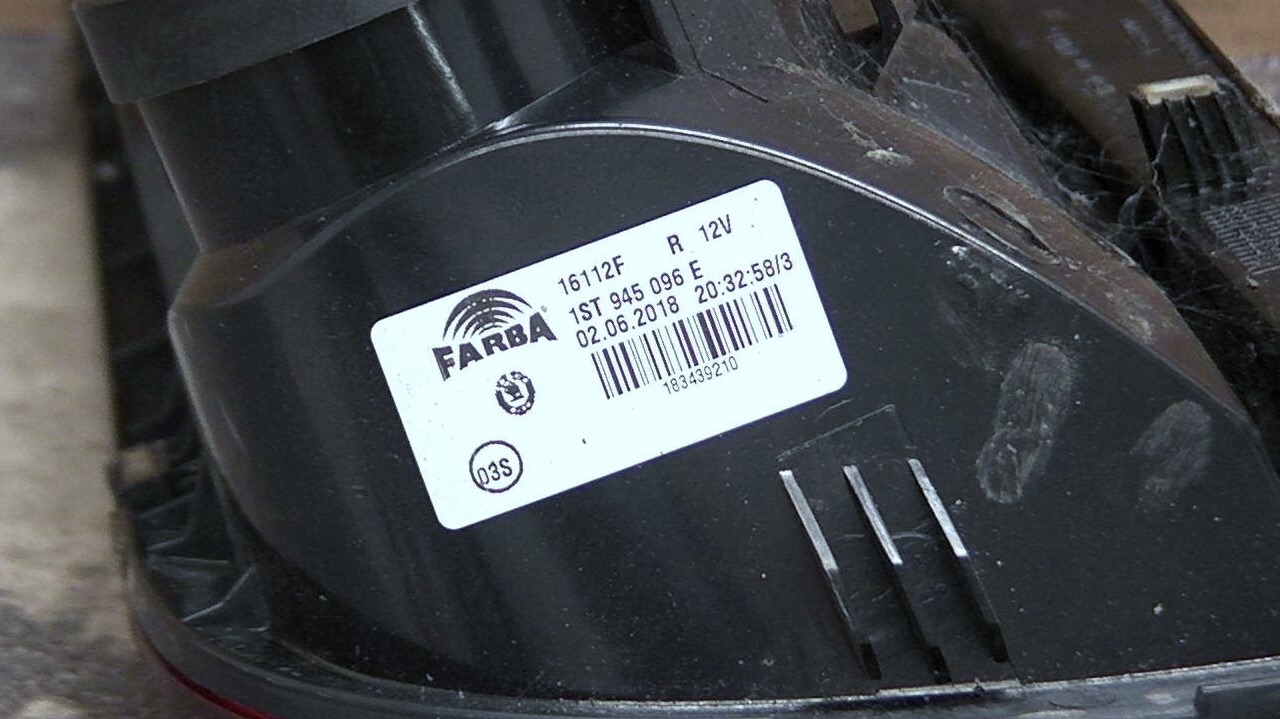 16112F R 12V
1ST 945 096 E
02.06.2018 20:32:58/3
FARBA
183439210
03S